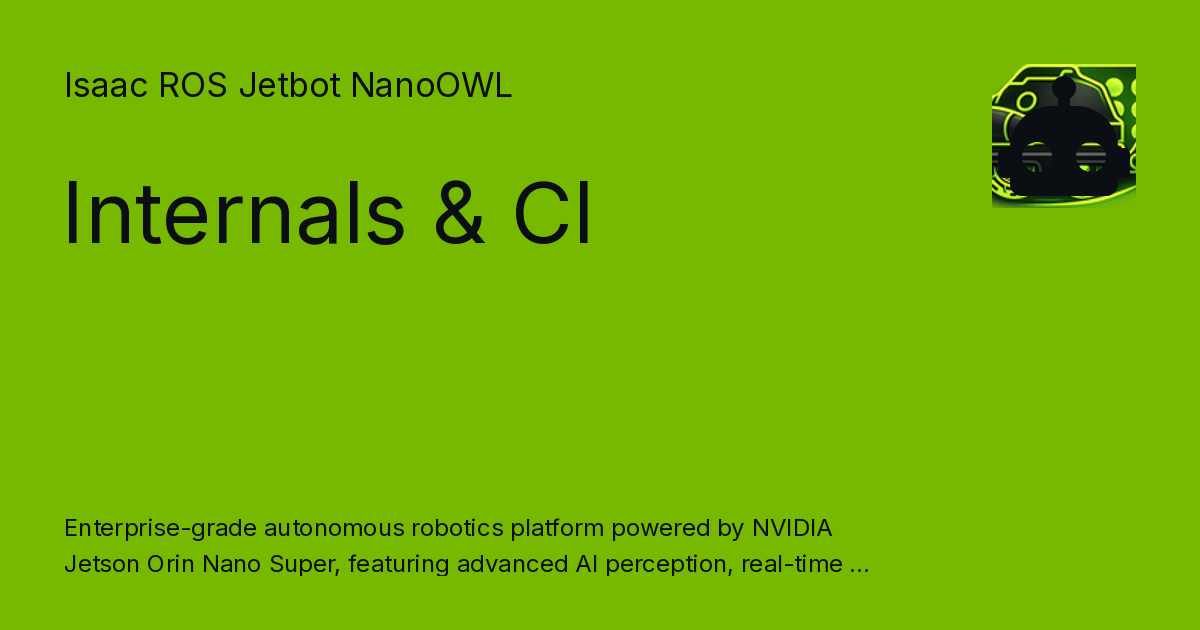 Isaac ROS Jetbot NanoOWL
Internals & CI
Enterprise-grade autonomous robotics platform powered by NVIDIA
Jetson Orin Nano Super, featuring advanced AI perception, real-time ...